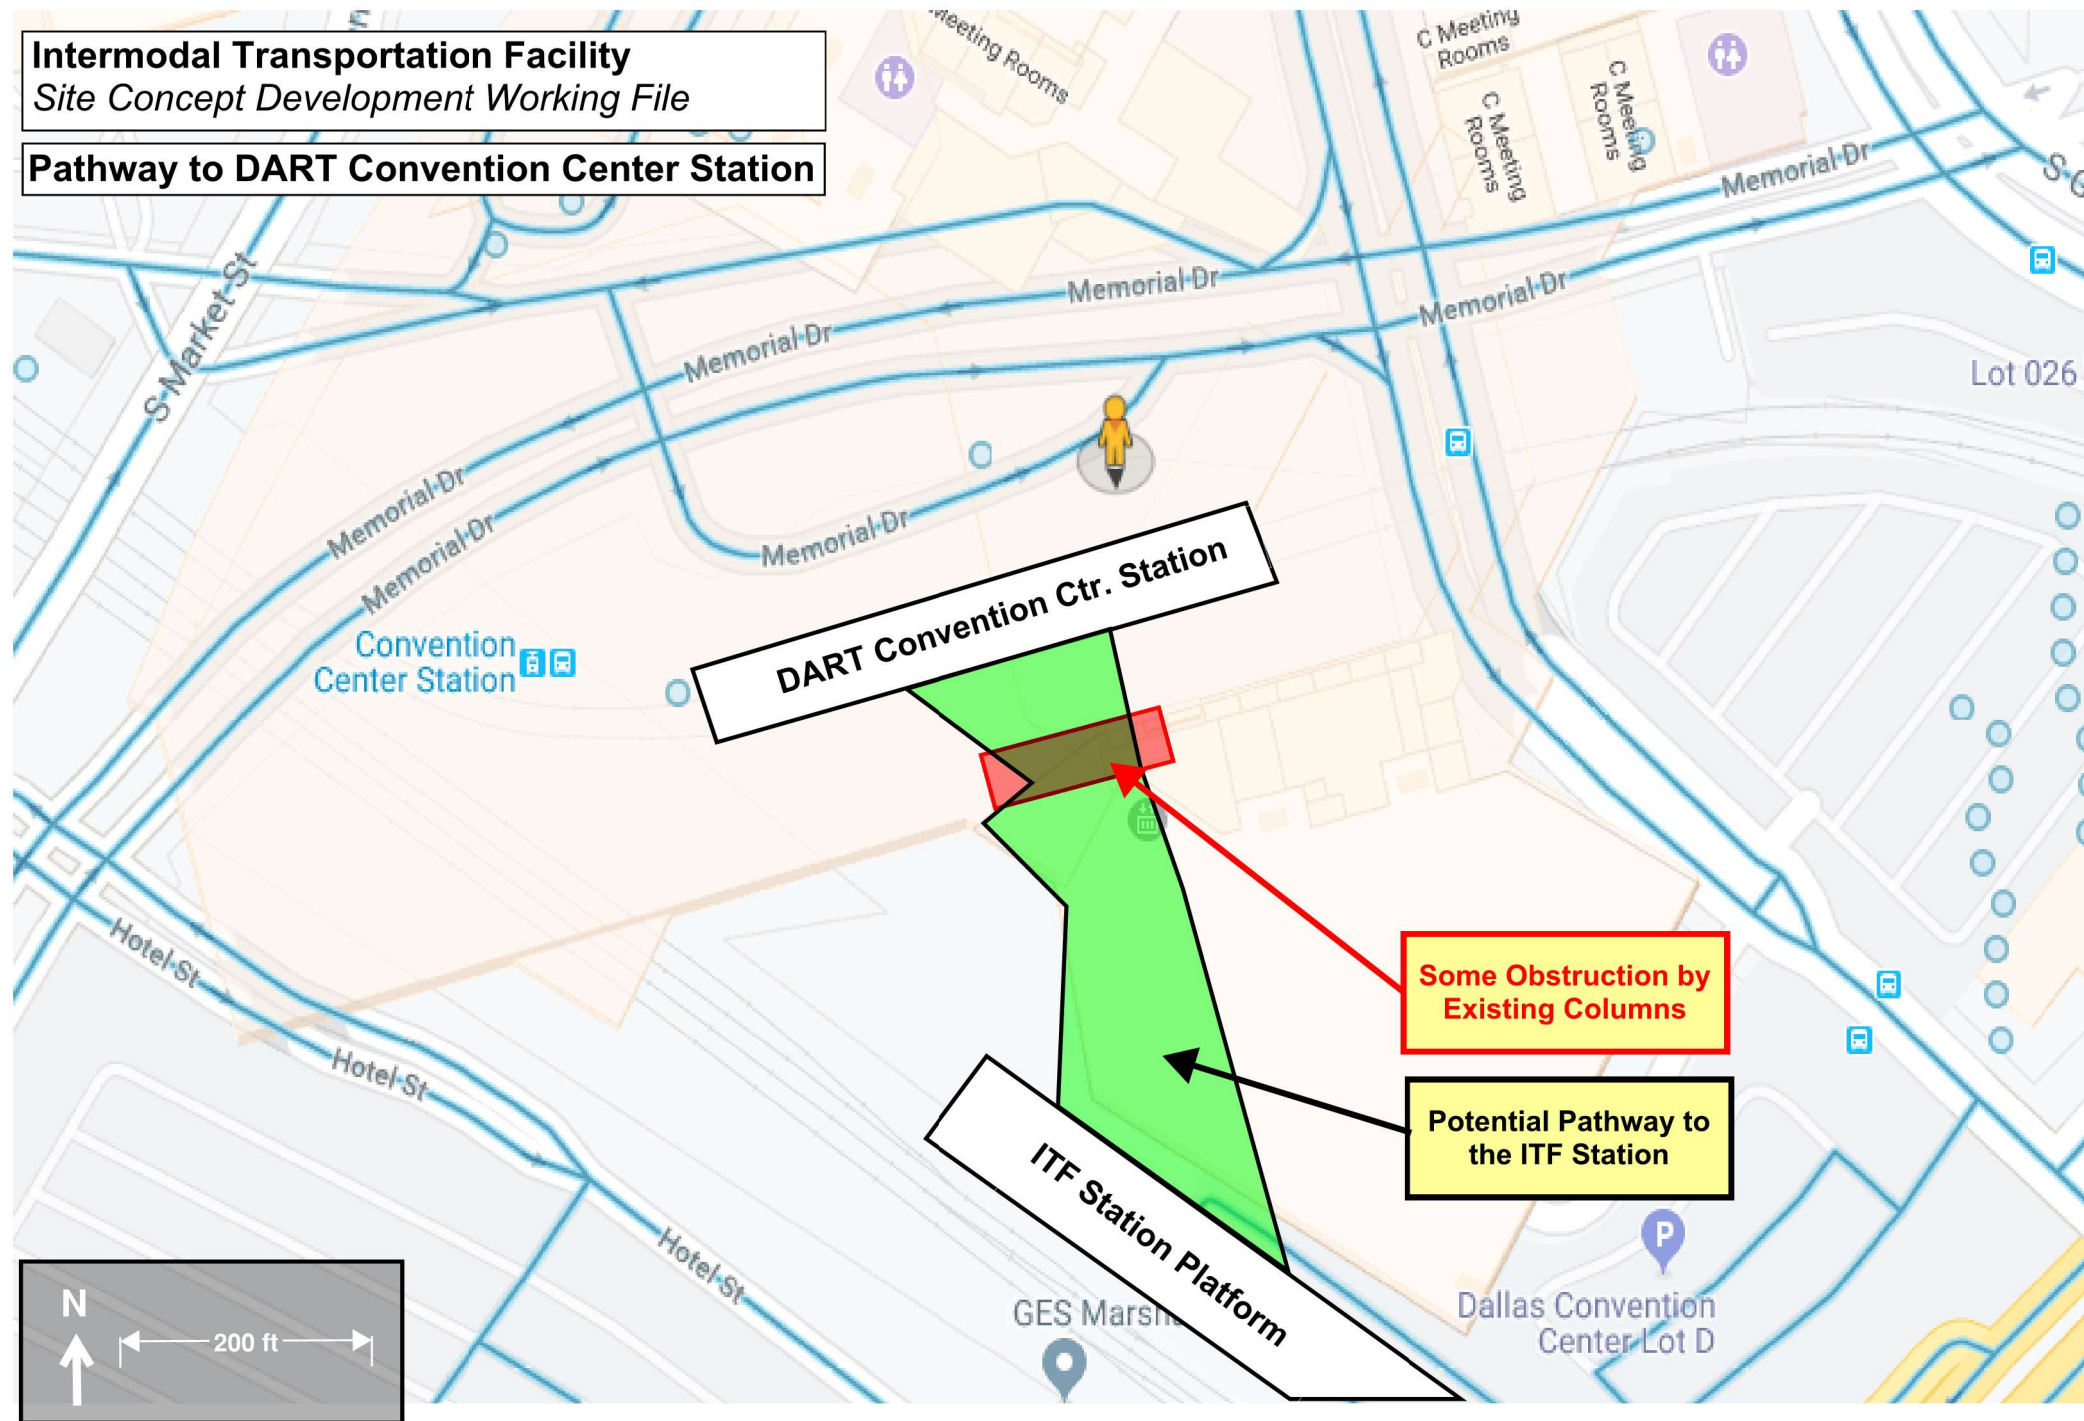 Intermodal Transportation Facility
Site Concept Development Working File
Pathway to DART Convention Center Station
Meeting Rooms
C Meeting
Rooms
C Meeting
Rooms
C Meeting
Rooms
Memorial Dr
S Market St
Memorial Dr
Memorial Dr
Memorial Dr
Lot 026
Memorial Dr
Memorial Dr
Memorial Dr
DART Convention Ctr. Station
Convention
Center Station
Some Obstruction by
Existing Columns
Hotel St
Hotel St
Potential Pathway to
the ITF Station
ITF Station Platform
Hotel St
P
GES
Dallas Convention
Center Lot D
N
200 ft